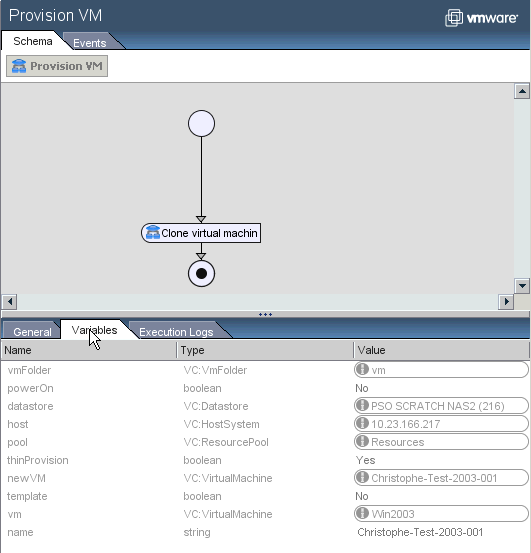 Provision VM
vmware
Schema Events
Provision VM
Clone virtual machin
General Variables Execution Logs
Name Type Value
vmFolder VC:VmFolder vm
powerOn boolean No
datastore VC:Datastore PSO SCRATCH NAS2 (216)
host VC:HostSystem 10.23.166.217
pool VC:ResourcePool Resources
thinProvision boolean Yes
newVM VC:VirtualMachine Christophe-Test-2003-001
template boolean No
vm VC:VirtualMachine Win2003
name string Christophe-Test-2003-001